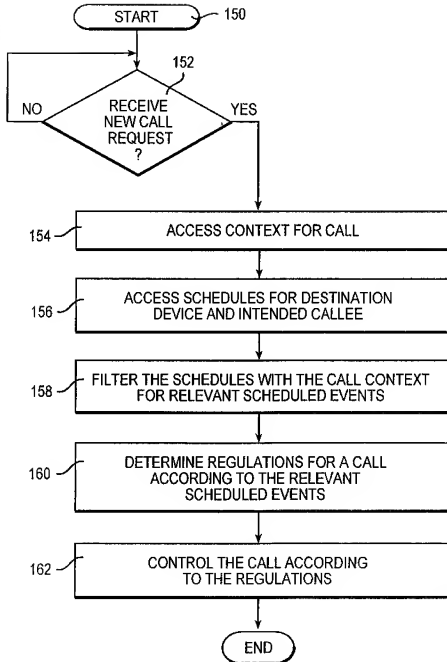 START
150
152
NO
RECEIVE
NEW CALL
REQUEST
?
YES
154
ACCESS CONTEXT FOR CALL
156
ACCESS SCHEDULES FOR DESTINATION
DEVICE AND INTENDED CALLEE
158
FILTER THE SCHEDULES WITH THE CALL CONTEXT
FOR RELEVANT SCHEDULED EVENTS
160
DETERMINE REGULATIONS FOR A CALL
ACCORDING TO THE RELEVANT
SCHEDULED EVENTS
162
CONTROL THE CALL ACCORDING
TO THE REGULATIONS
END